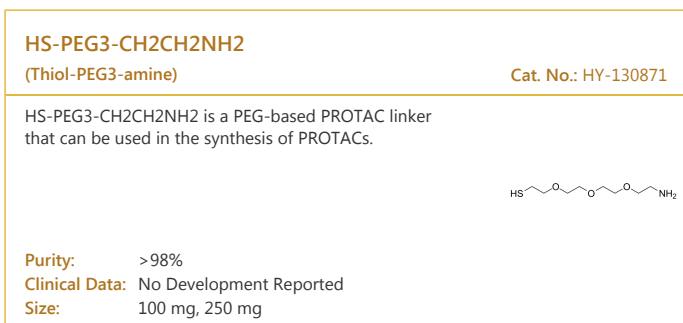 HS-PEG3-CH2CH2NH2
(Thiol-PEG3-amine) Cat. No.: HY-130871
HS-PEG3-CH2CH2NH2 is a PEG-based PROTAC linker
that can be used in the synthesis of PROTACs.
HS O O O NH2
Purity: >98%
Clinical Data: No Development Reported
Size: 100 mg, 250 mg